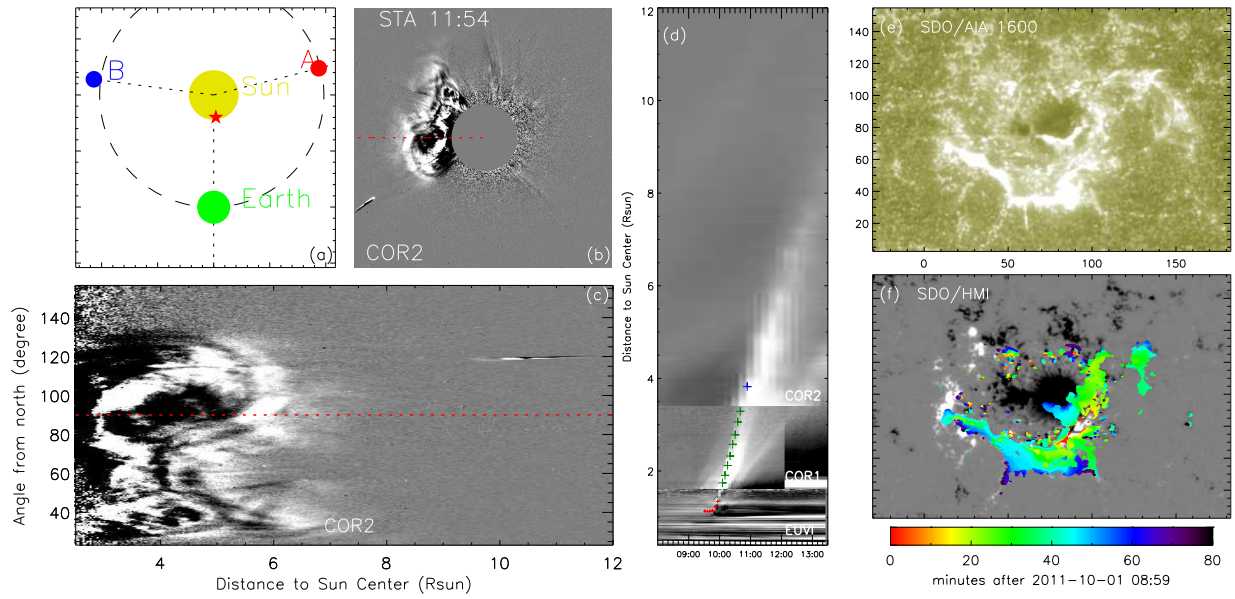 B
A
Sun
Earth
(a)
STA 11:54
COR2
(b)
(c)
140
120
100
80
60
40
Angle from north (degree)
COR2
4
6
8
10
12
Distance to Sun Center (Rsun)
(d)
12
10
8
6
4
2
Distance to Sun Center (Rsun)
COR2
COR1
EUVI
09:00 10:00 11:00 12:00 13:00
(e) SDO/AIA 1600
140
120
100
80
60
40
20
0 50 100 150
(f) SDO/HMI
0 20 40 60 80
minutes after 2011-10-01 08:59